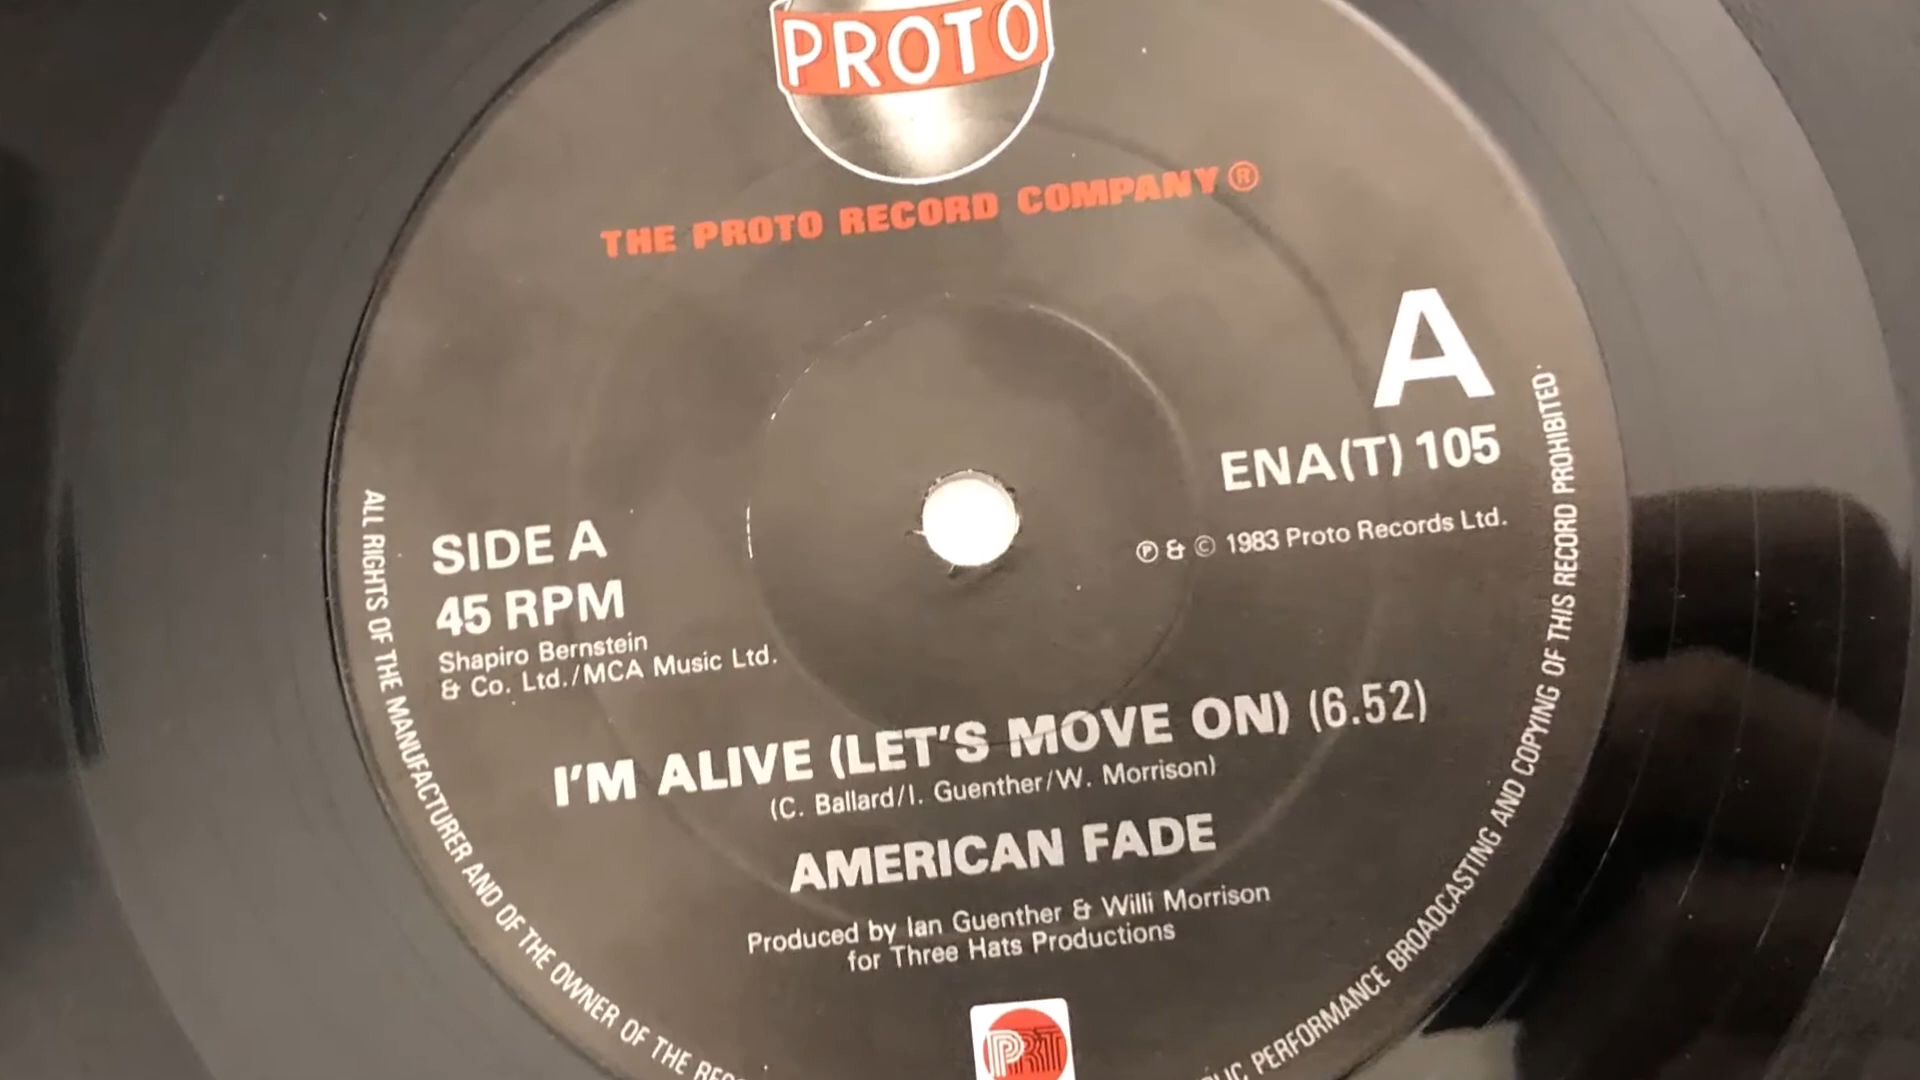 PROTO
THE PROTO RECORD COMPANY®
A
ENA(T) 105
℗ & © 1983 Proto Records Ltd.
SIDE A
45 RPM
Shapiro Bernstein
& Co. Ltd./MCA Music Ltd.
I'M ALIVE (LET'S MOVE ON) (6.52)
(C. Ballard/I. Guenther/W. Morrison)
AMERICAN FADE
Produced by Ian Guenther & Willi Morrison
for Three Hats Productions
PRT
ALL RIGHTS OF THE MANUFACTURER AND OF THE OWNER OF THE
PERFORMANCE BROADCASTING AND COPYING OF THIS RECORD PROHIBITED.